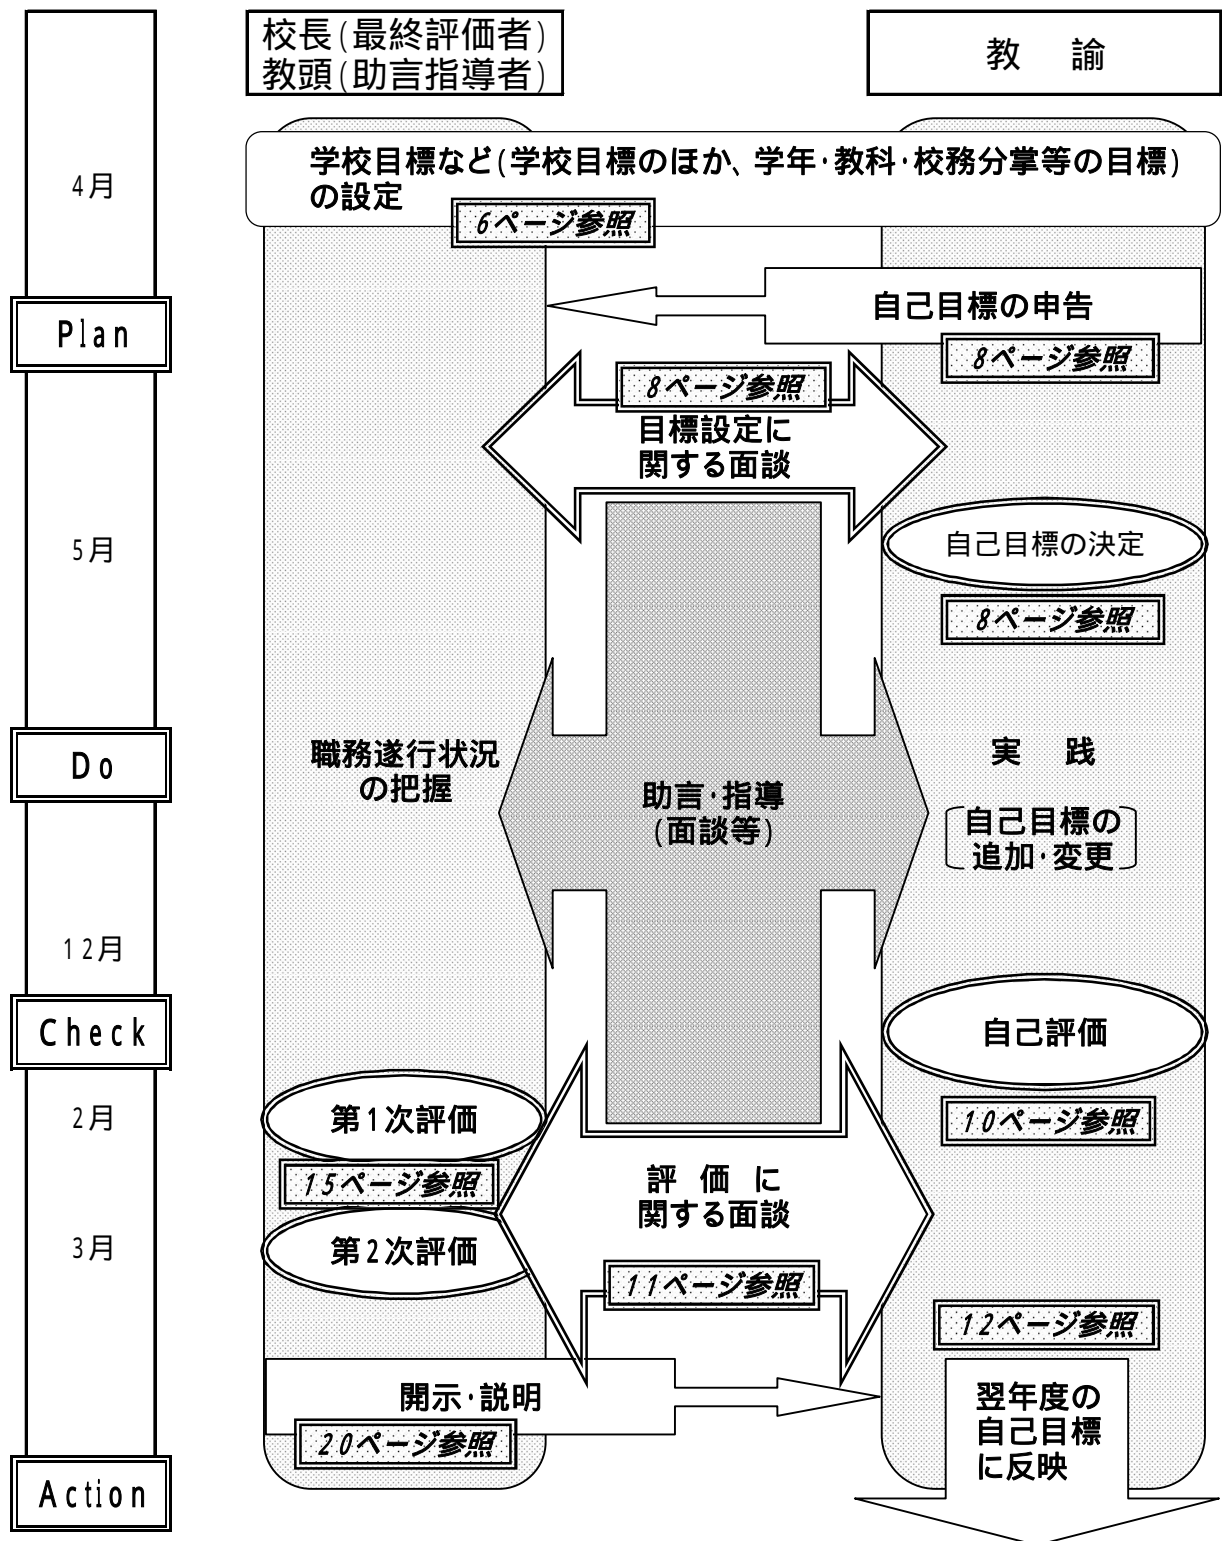 校長(最終評価者)
教頭(助言指導者)
教 諭
4月
学校目標など(学校目標のほか、学年・教科・校務分掌等の目標)
の設定
6ページ参照
Plan
自己目標の申告
8ページ参照
8ページ参照
目標設定に
関する面談
5月
自己目標の決定
8ページ参照
Do
職務遂行状況
の把握
助言・指導
(面談等)
実 践
自己目標の
追加・変更
12月
Check
自己評価
10ページ参照
2月
第1次評価
15ページ参照
評 価 に
関する面談
3月
第2次評価
11ページ参照
12ページ参照
開示・説明
20ページ参照
翌年度の
自己目標
に反映
Action